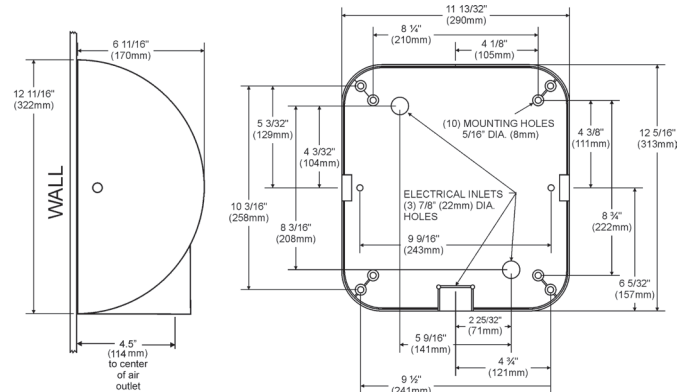 6 11/16"
(170mm)
12 11/16"
(322mm)
WALL
4.5"
(114mm)
to center
of air
outlet
11 13/32"
(290mm)
8 ¼"
(210mm)
4 1/8"
(105mm)
5 3/32"
(129mm)
4 3/32"
(104mm)
(10) MOUNTING HOLES
5/16" DIA. (8mm)
4 3/8"
(111mm)
12 5/16"
(313mm)
10 3/16"
(258mm)
8 3/16"
(208mm)
ELECTRICAL INLETS
(3) 7/8" (22mm) DIA.
HOLES
8 ¾"
(222mm)
9 9/16"
(243mm)
6 5/32"
(157mm)
2 25/32"
(71mm)
5 9/16"
(141mm)
4 ¾"
(121mm)
9 ½"
(241mm)